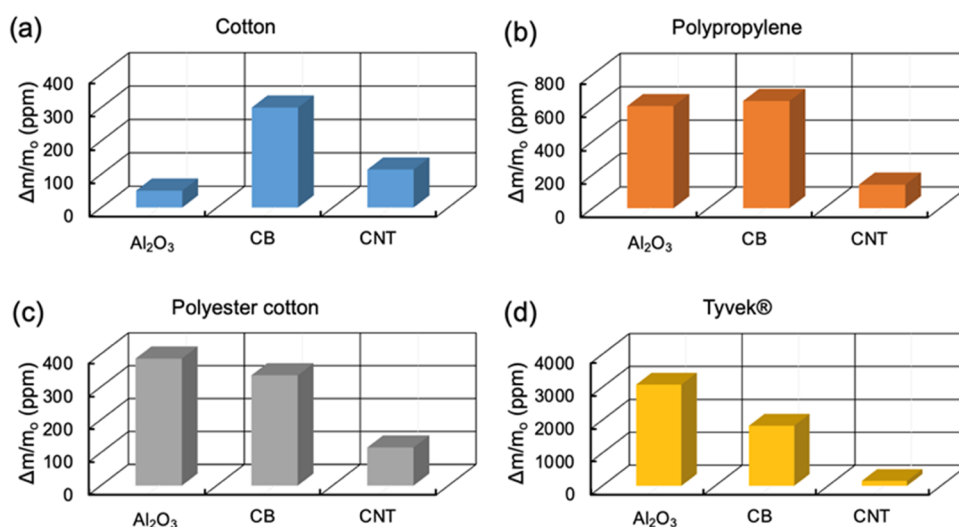 (a)
Cotton
Δm/mₒ (ppm)
400
300
200
100
0
Al₂O₃
CB
CNT
(b)
Polypropylene
Δm/mₒ (ppm)
800
600
400
200
0
Al₂O₃
CB
CNT
(c)
Polyester cotton
Δm/mₒ (ppm)
400
300
200
100
0
Al₂O₃
CB
CNT
(d)
Tyvek®
Δm/mₒ (ppm)
4000
3000
2000
1000
0
Al₂O₃
CB
CNT